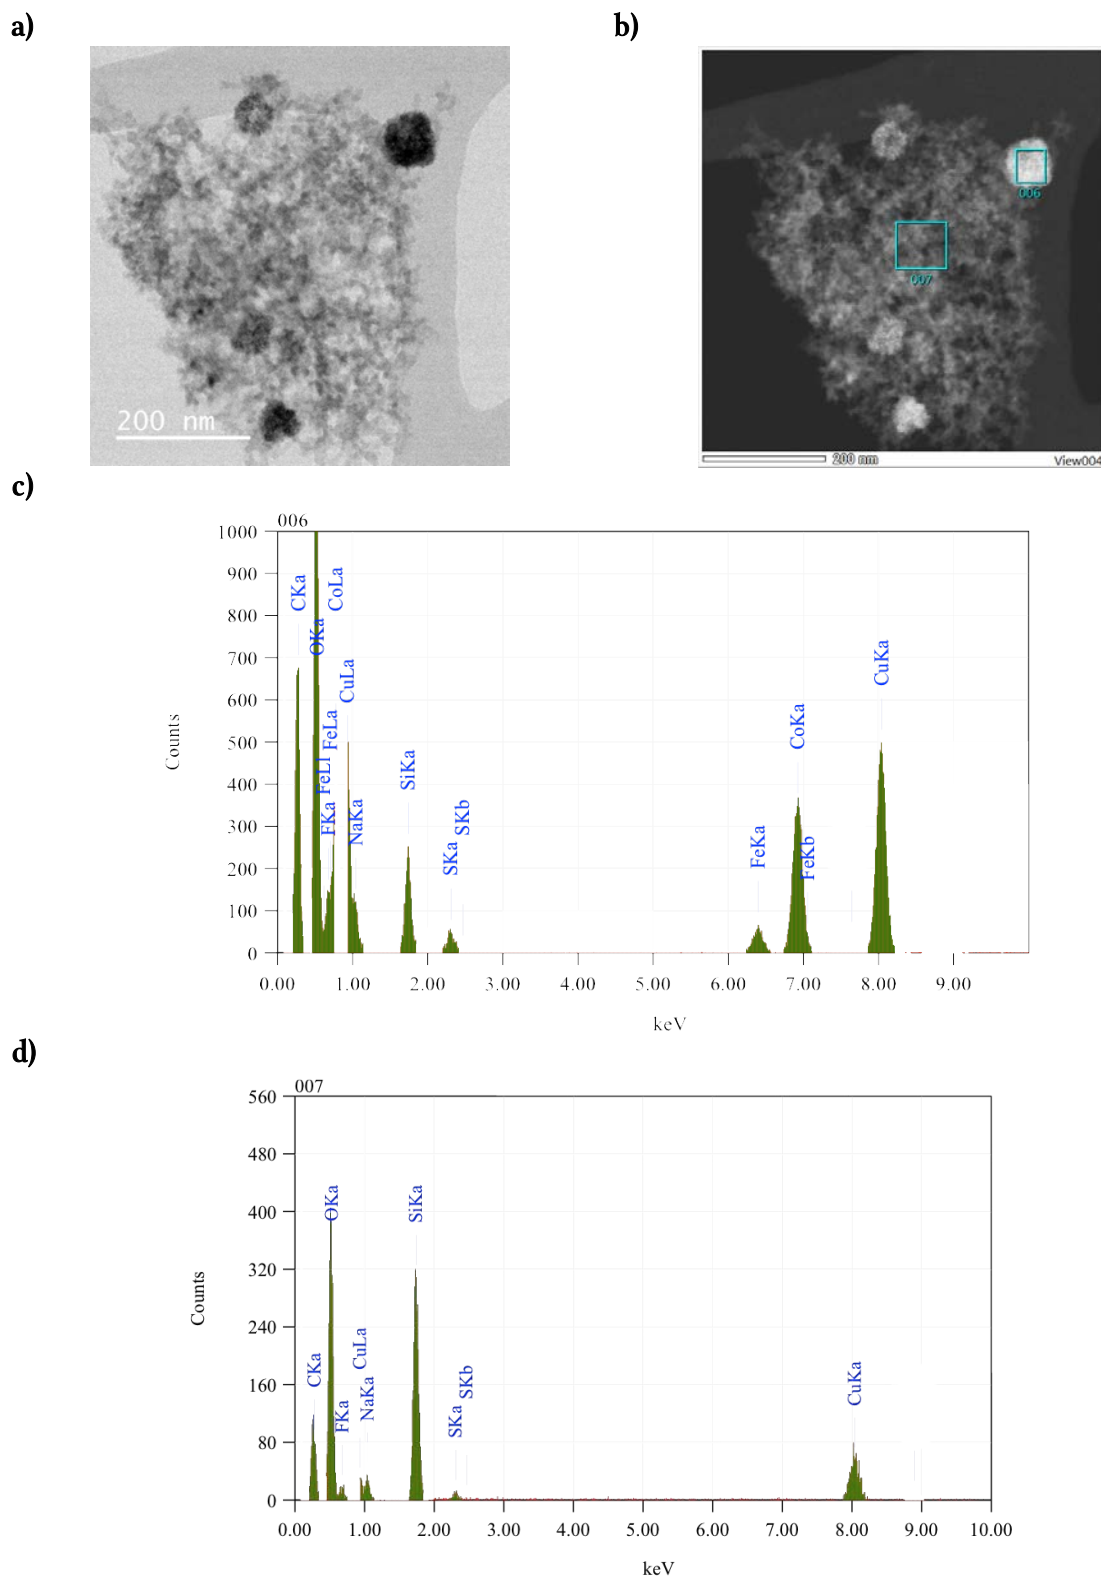 a)
b)
200 nm
006
007
200 nm
View004
c)
006
1000
900
800
700
600
500
400
300
200
100
0
Counts
CKa
OKa
CoLa
CuLa
FeLa
FeLl
FKa
NaKa
SiKa
SKa
SKb
FeKa
CoKa
FeKb
CuKa
0.00 1.00 2.00 3.00 4.00 5.00 6.00 7.00 8.00 9.00
keV
d)
007
560
480
400
320
240
160
80
0
Counts
CKa
OKa
FKa
CuLa
NaKa
SiKa
SKa
SKb
CuKa
0.00 1.00 2.00 3.00 4.00 5.00 6.00 7.00 8.00 9.00 10.00
keV